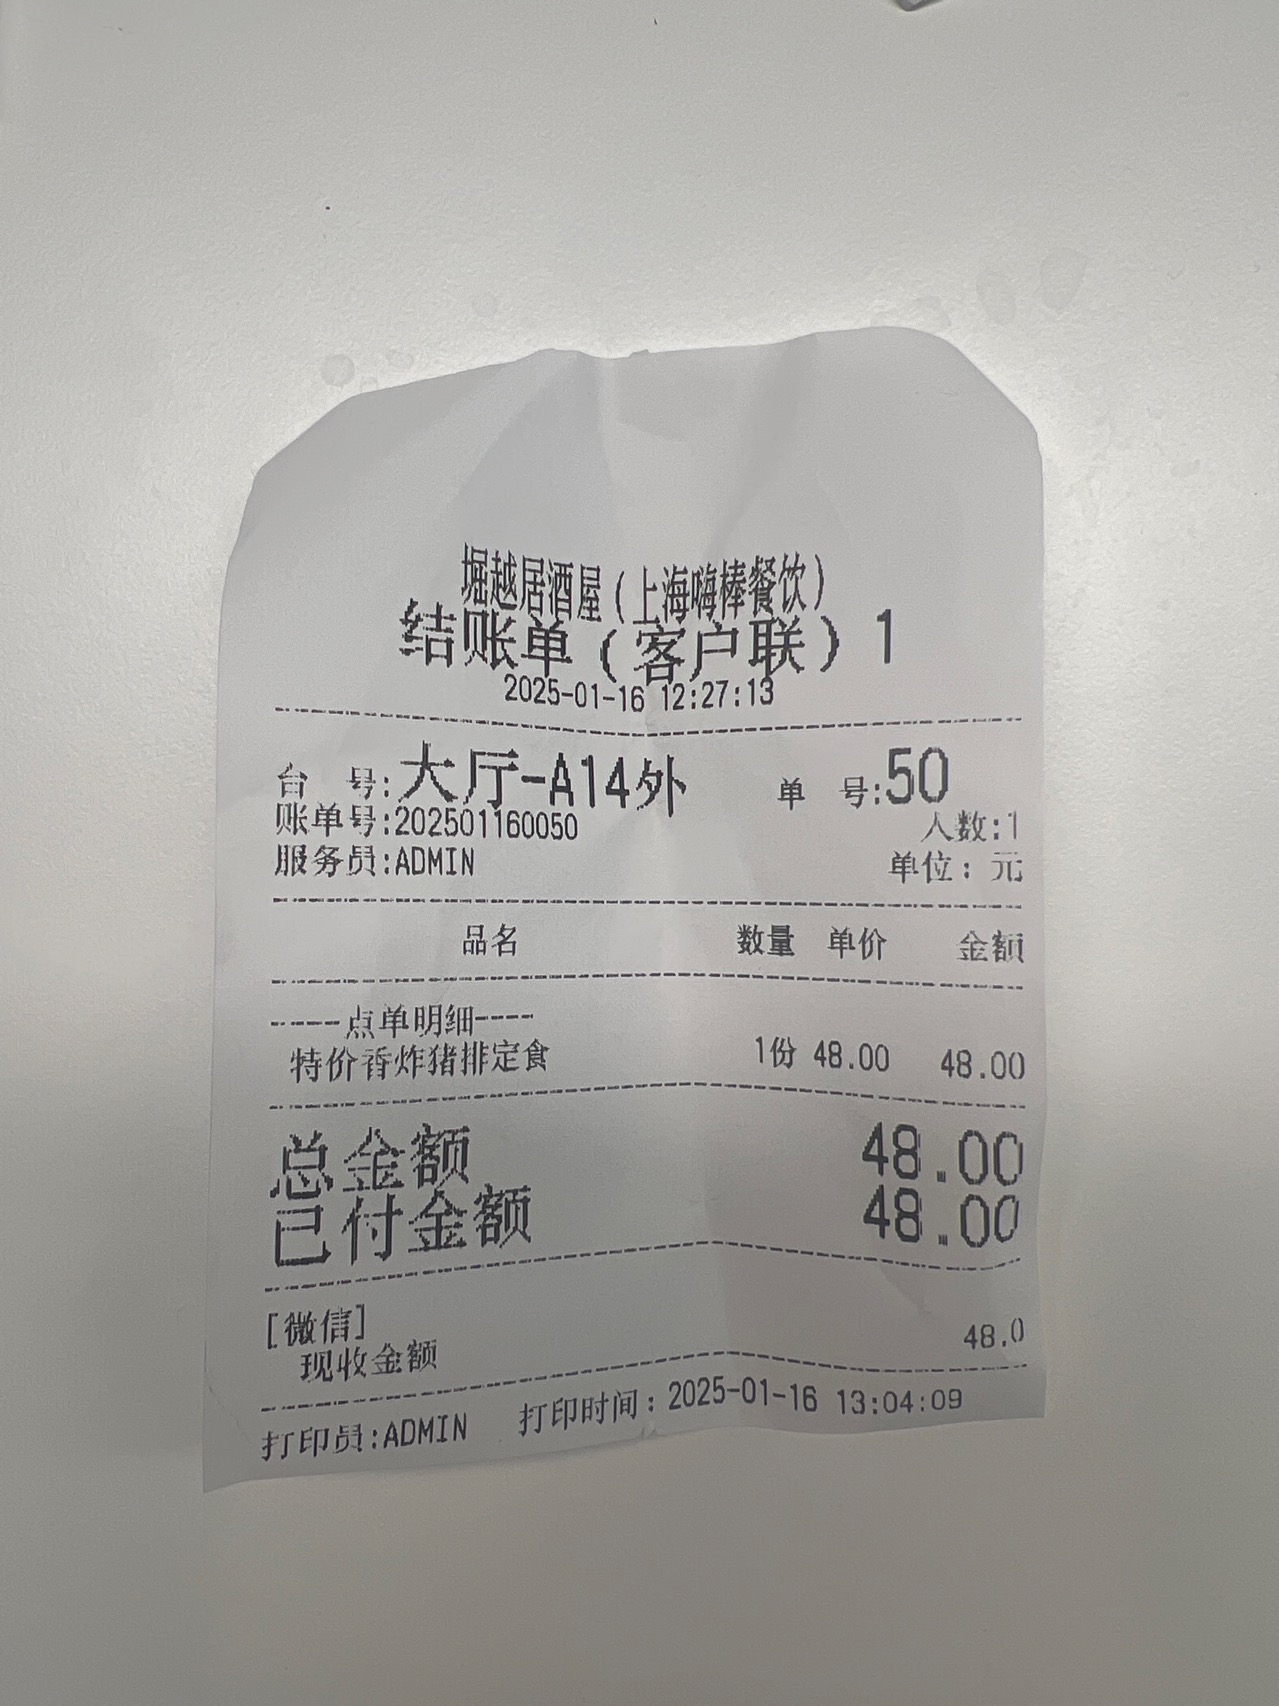 堀越居酒屋(上海嗨棒餐饮)
结账单(客户联)1
2025-01-16 12:27:13
台 号:大厅-A14外 单 号:50
账单号:202501160050 人数:1
服务员:ADMIN 单位: 元
品名 数量 单价 金额
----点单明细----
特价香炸猪排定食 1份 48.00 48.00
总金额 48.00
已付金额 48.00
[微信]
现收金额 48.0
打印员:ADMIN 打印时间: 2025-01-16 13:04:09